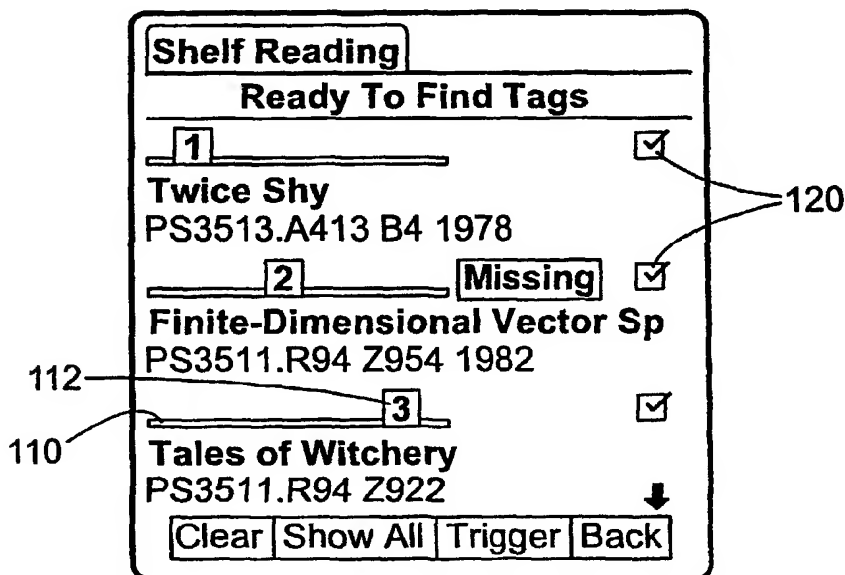 Shelf Reading
Ready To Find Tags
1
120
Twice Shy
PS3513.A413 B4 1978
2 Missing
Finite-Dimensional Vector Sp
PS3511.R94 Z954 1982
112
3
110
Tales of Witchery
PS3511.R94 Z922
Clear Show All Trigger Back